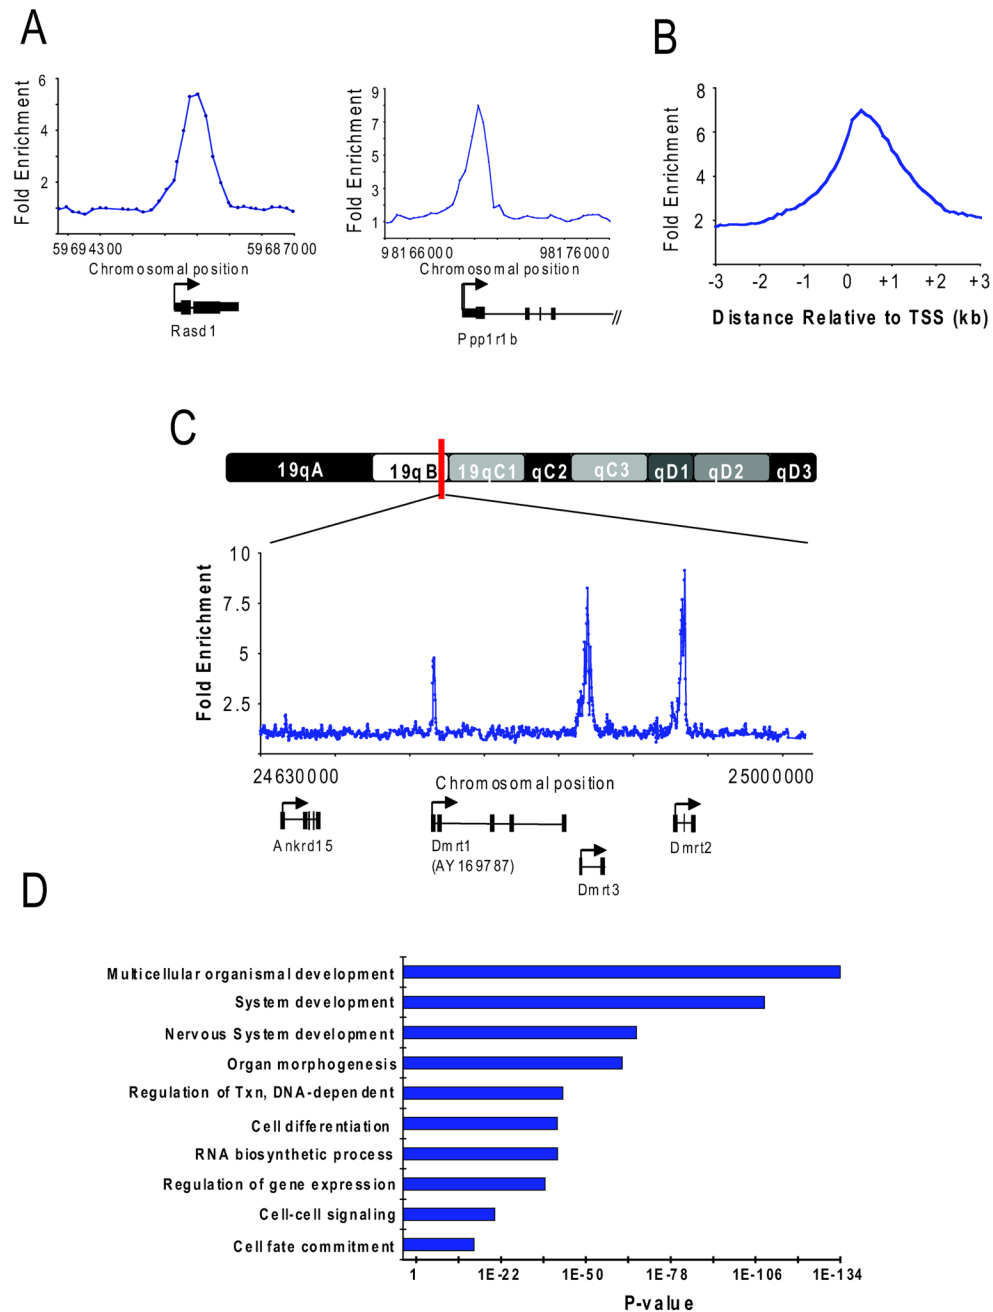 A
B
Fold Enrichment
6
4
2
59694300
59687000
Chromosomal position
Rasd1
Fold Enrichment
9
7
5
3
1
98166000
98176000
Chromosomal position
Ppp1r1b
Fold Enrichment
8
6
4
2
-3 -2 -1 0 +1 +2 +3
Distance Relative to TSS (kb)
C
19qA 19qB 19qC1 qC2 qC3 qD1 qD2 qD3
Fold Enrichment
10
7.5
5
2.5
24630000
Chromosomal position
25000000
Ankrd15
Dmrt1
(AY169787)
Dmrt3
Dmrt2
D
Multicellular organismal development
System development
Nervous System development
Organ morphogenesis
Regulation of Txn, DNA-dependent
Cell differentiation
RNA biosynthetic process
Regulation of gene expression
Cell-cell signaling
Cell fate commitment
1 1E-22 1E-50 1E-78 1E-106 1E-134
P-value